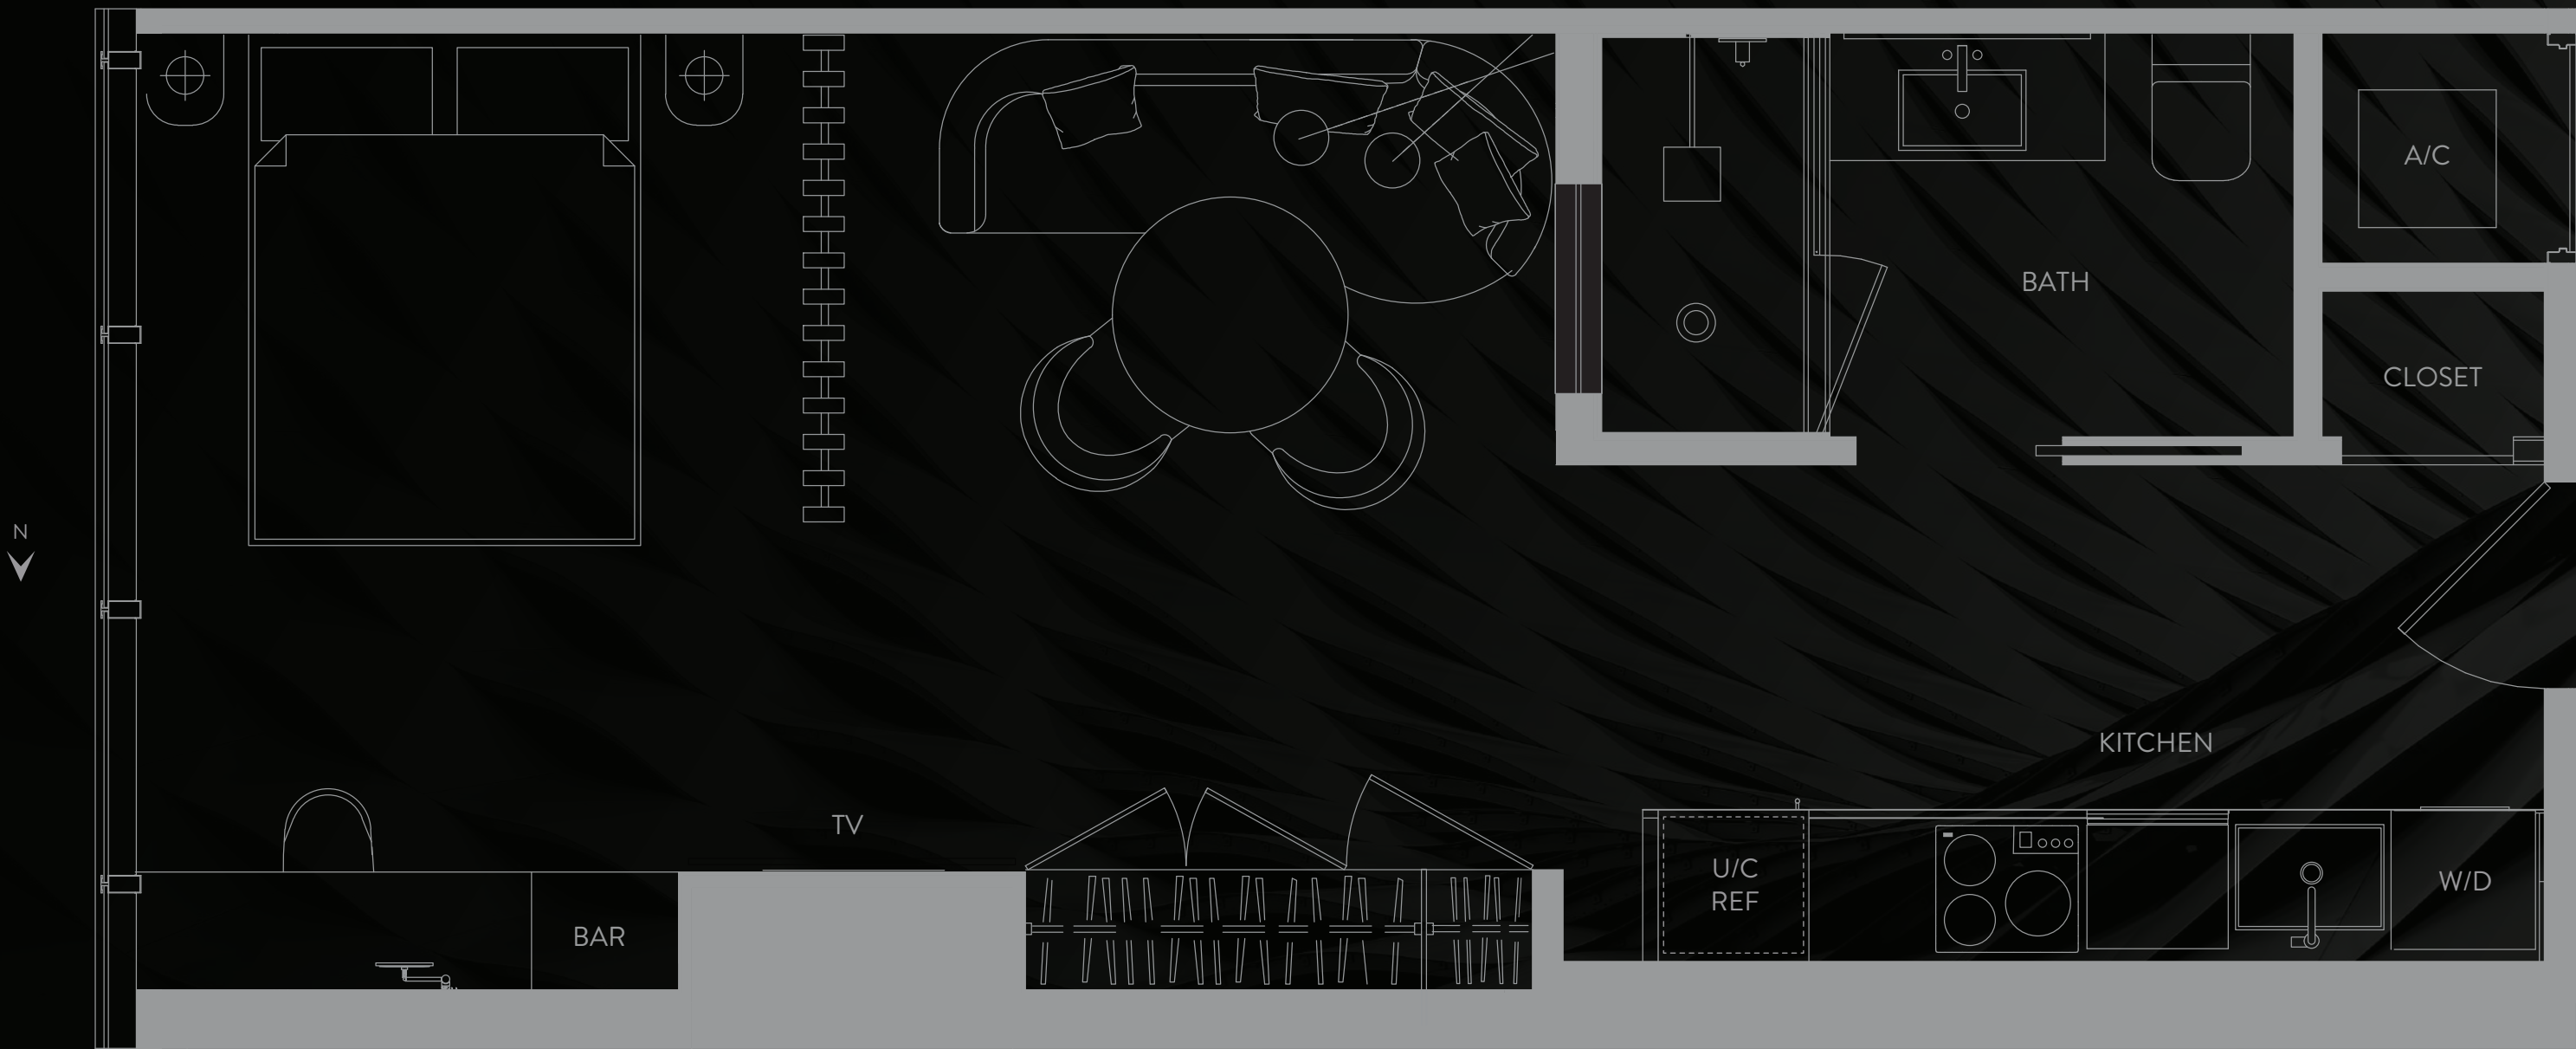 A/C
BATH
CLOSET
N
KITCHEN
TV
U/C
REF
W/D
BAR